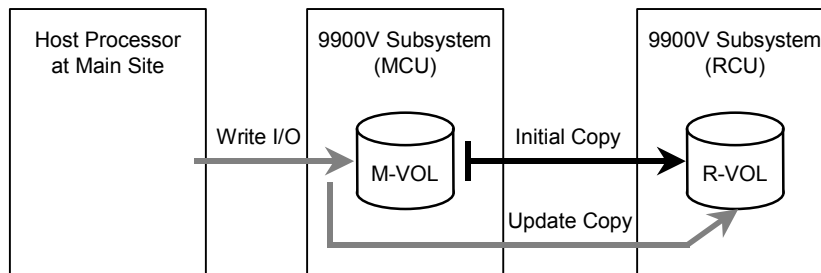 Host Processor
at Main Site
9900V Subsystem
(MCU)
9900V Subsystem
(RCU)
Write I/O
Initial Copy
M-VOL
R-VOL
Update Copy